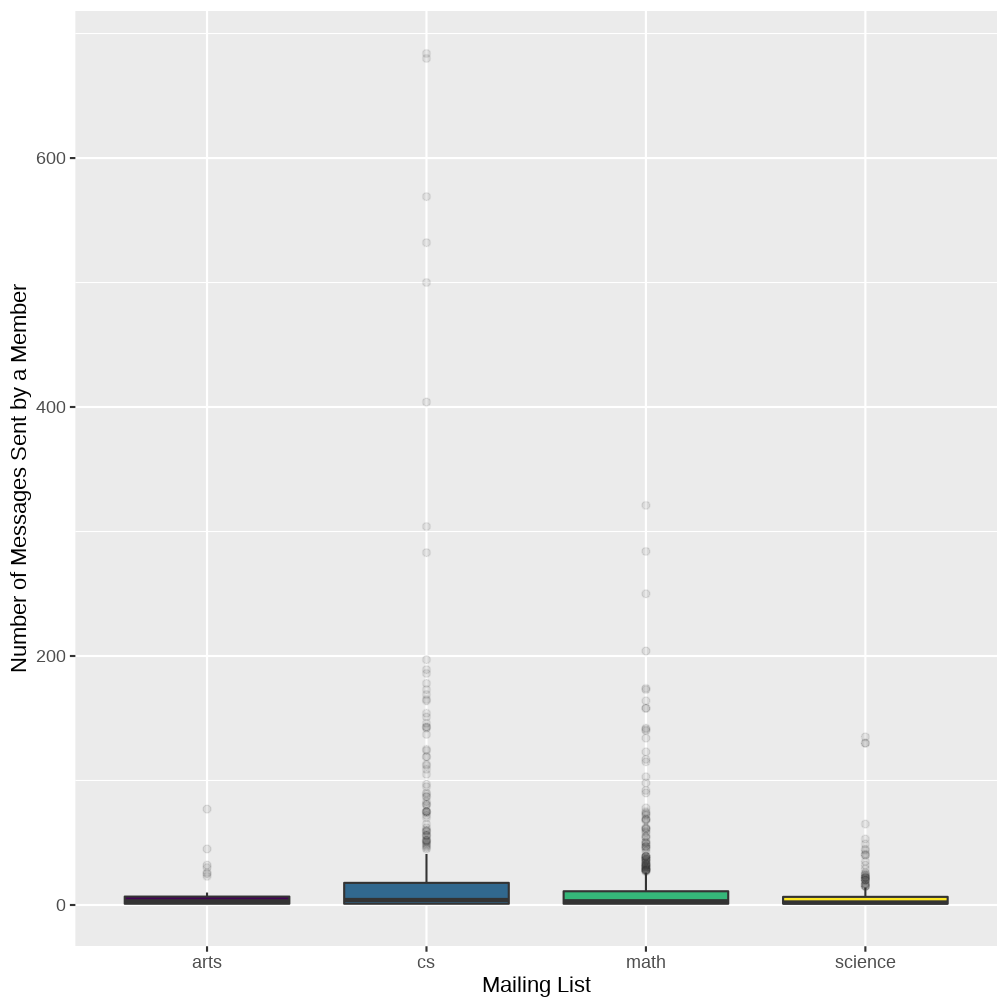 Number of Messages Sent by a Member
600
400
200
0
arts cs math science
Mailing List